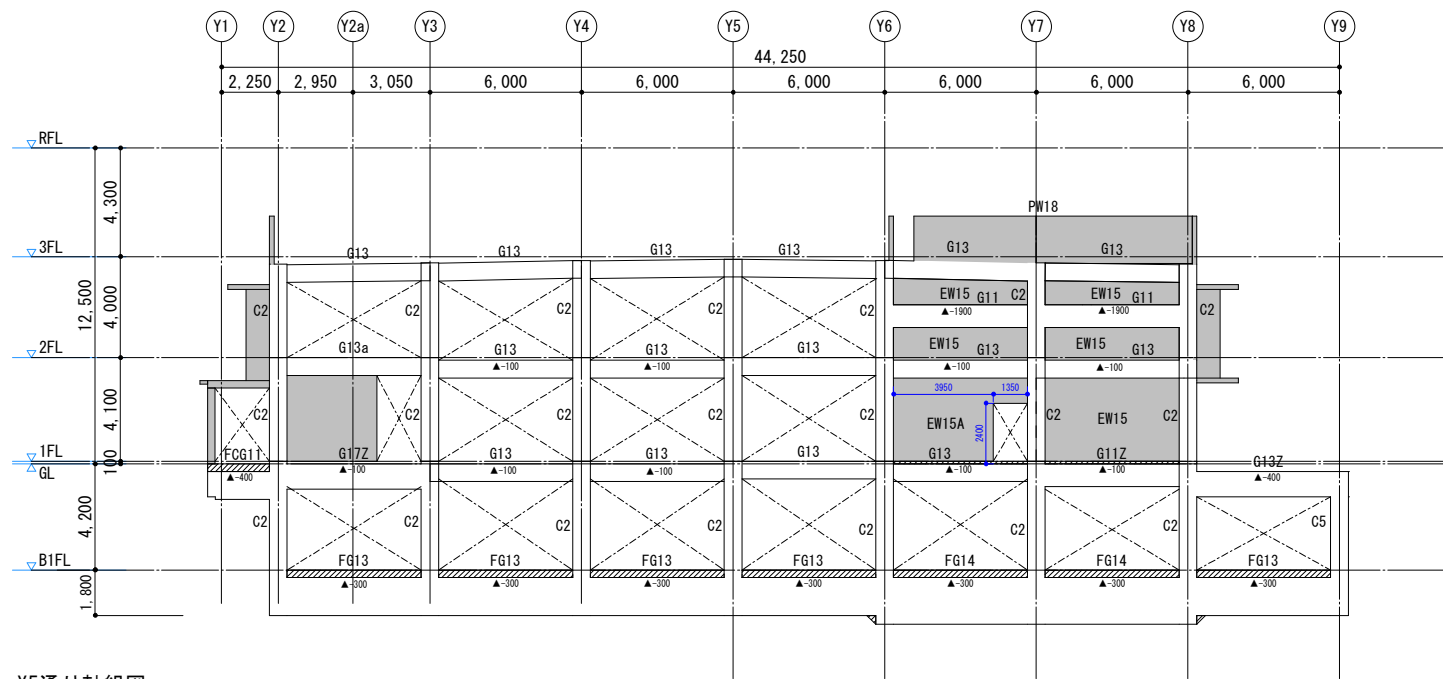 Y1 Y2 Y2a Y3 Y4 Y5 Y6 Y7 Y8 Y9
44,250
2,250 2,950 3,050 6,000 6,000 6,000 6,000 6,000 6,000
RFL
4,300
PW18
3FL G13 G13 G13 G13 G13 G13
12,500 4,000
C2 C2 C2 C2 C2 EW15 G11 C2 EW15 G11 C2
▲-1900 ▲-1900
2FL G13a G13 G13 G13 EW15 G13 EW15 G13
▲-100 ▲-100 ▲-100 ▲-100
4,100
3950 1350
C2 C2 C2 C2 C2 EW15A 2400 C2 EW15 C2
1FL FCG11 G17Z G13 G13 G13 G13 G11Z G13Z
100
GL ▲-400 ▲-100 ▲-100 ▲-100 ▲-100 ▲-100 ▲-400
4,200
C2 C2 C2 C2 C2 C2 C2 C5
B1FL FG13 FG13 FG13 FG13 FG14 FG14 FG13
▲-300 ▲-300 ▲-300 ▲-300 ▲-300 ▲-300 ▲-300
1,800